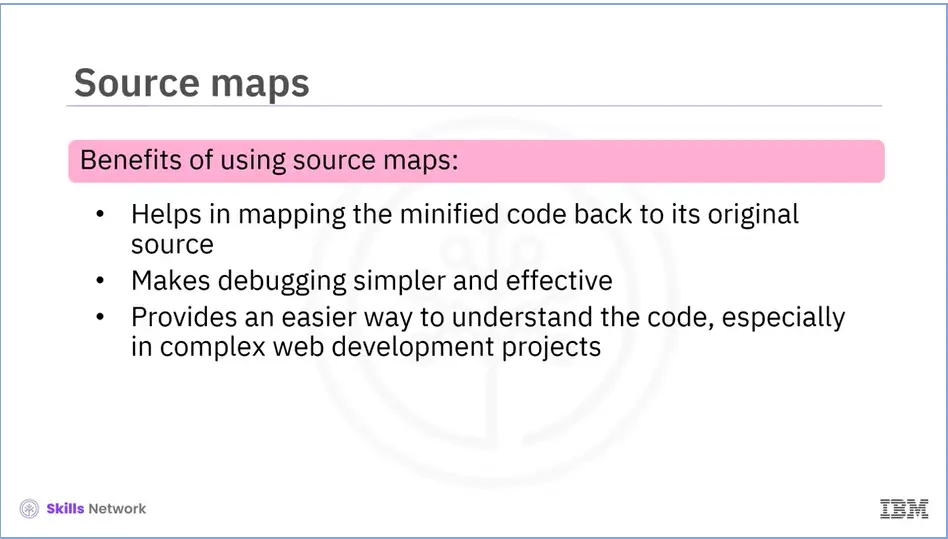 Source maps
Benefits of using source maps:
• Helps in mapping the minified code back to its original
source
• Makes debugging simpler and effective
• Provides an easier way to understand the code, especially
in complex web development projects
Skills Network
IBM